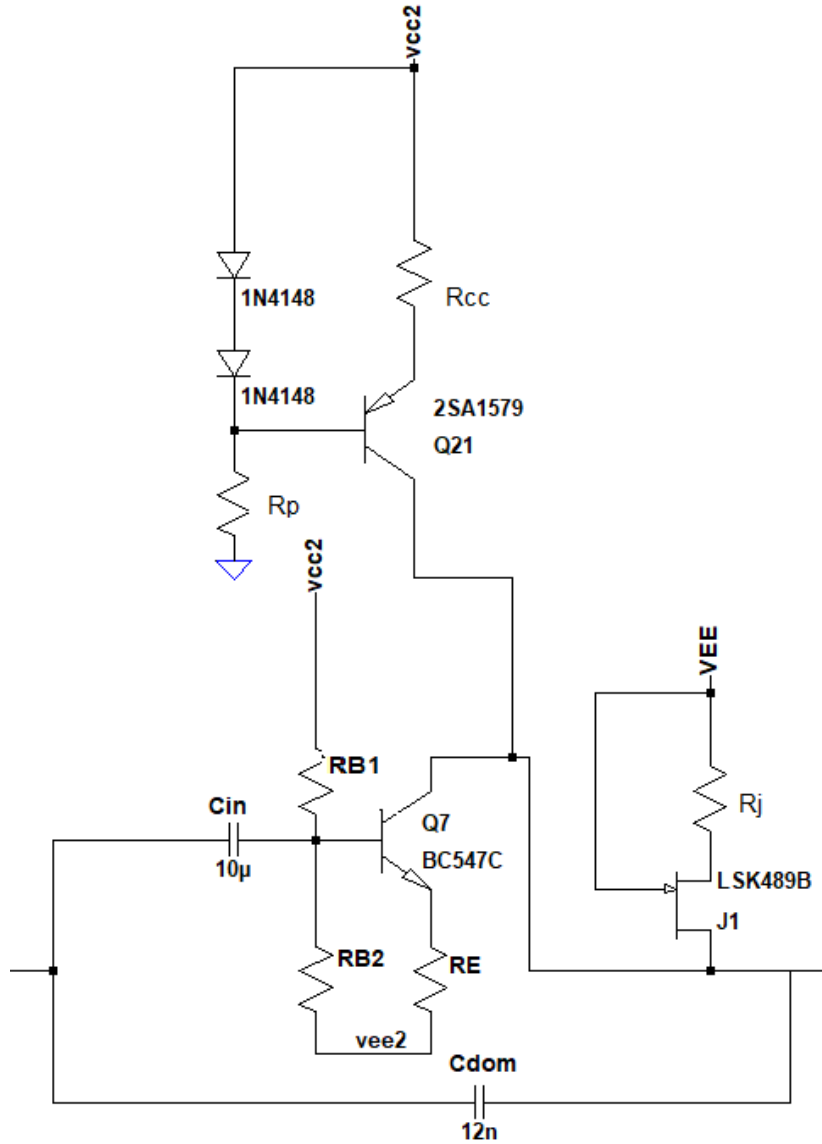 vcc2
1N4148
Rcc
1N4148
2SA1579
Q21
Rp
vcc2
VEE
RB1
Rj
Cin
Q7
10µ
BC547C
LSK489B
J1
RB2
RE
vee2
Cdom
12n